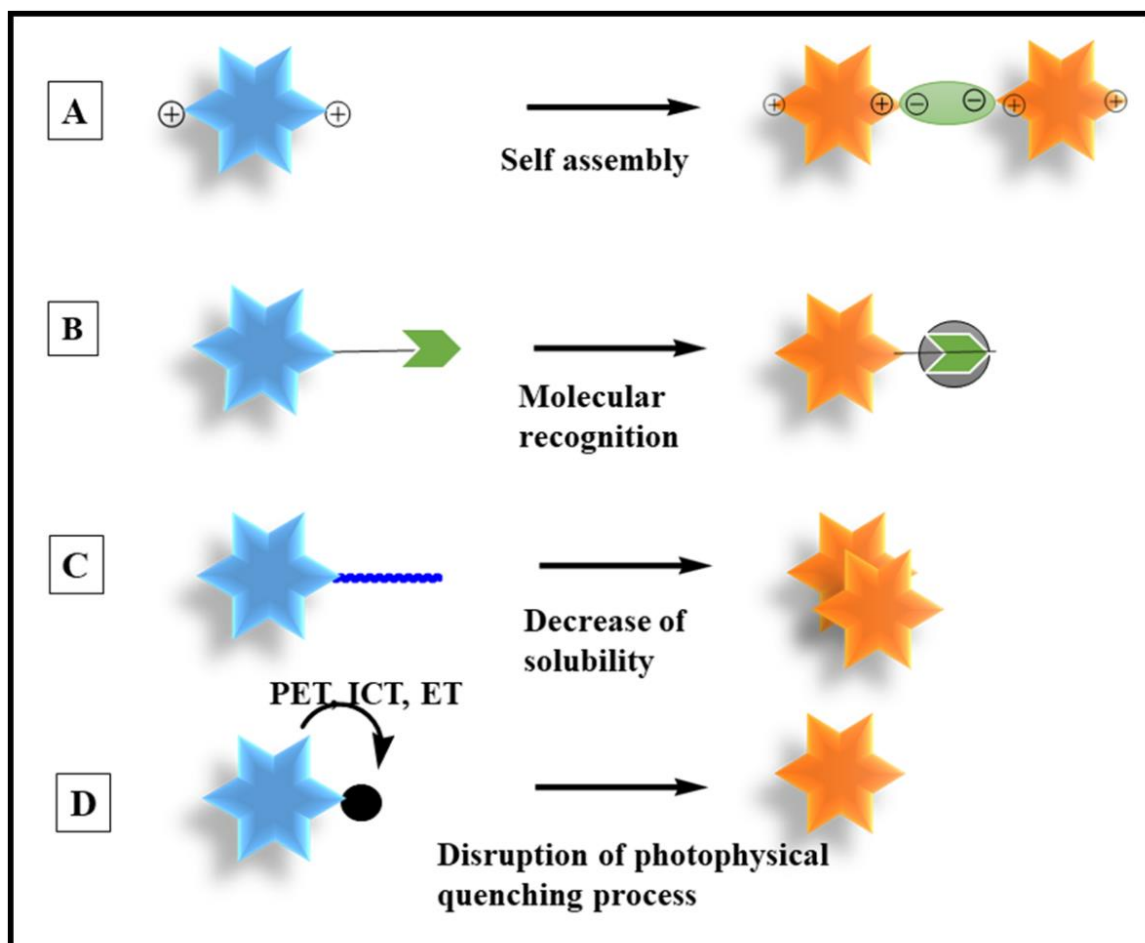 A
⊕ ⊕
⊕ ⊕ ⊖ ⊖ ⊕ ⊕
Self assembly
B
Molecular
recognition
C
Decrease of
solubility
PET, ICT, ET
D
Disruption of photophysical
quenching process